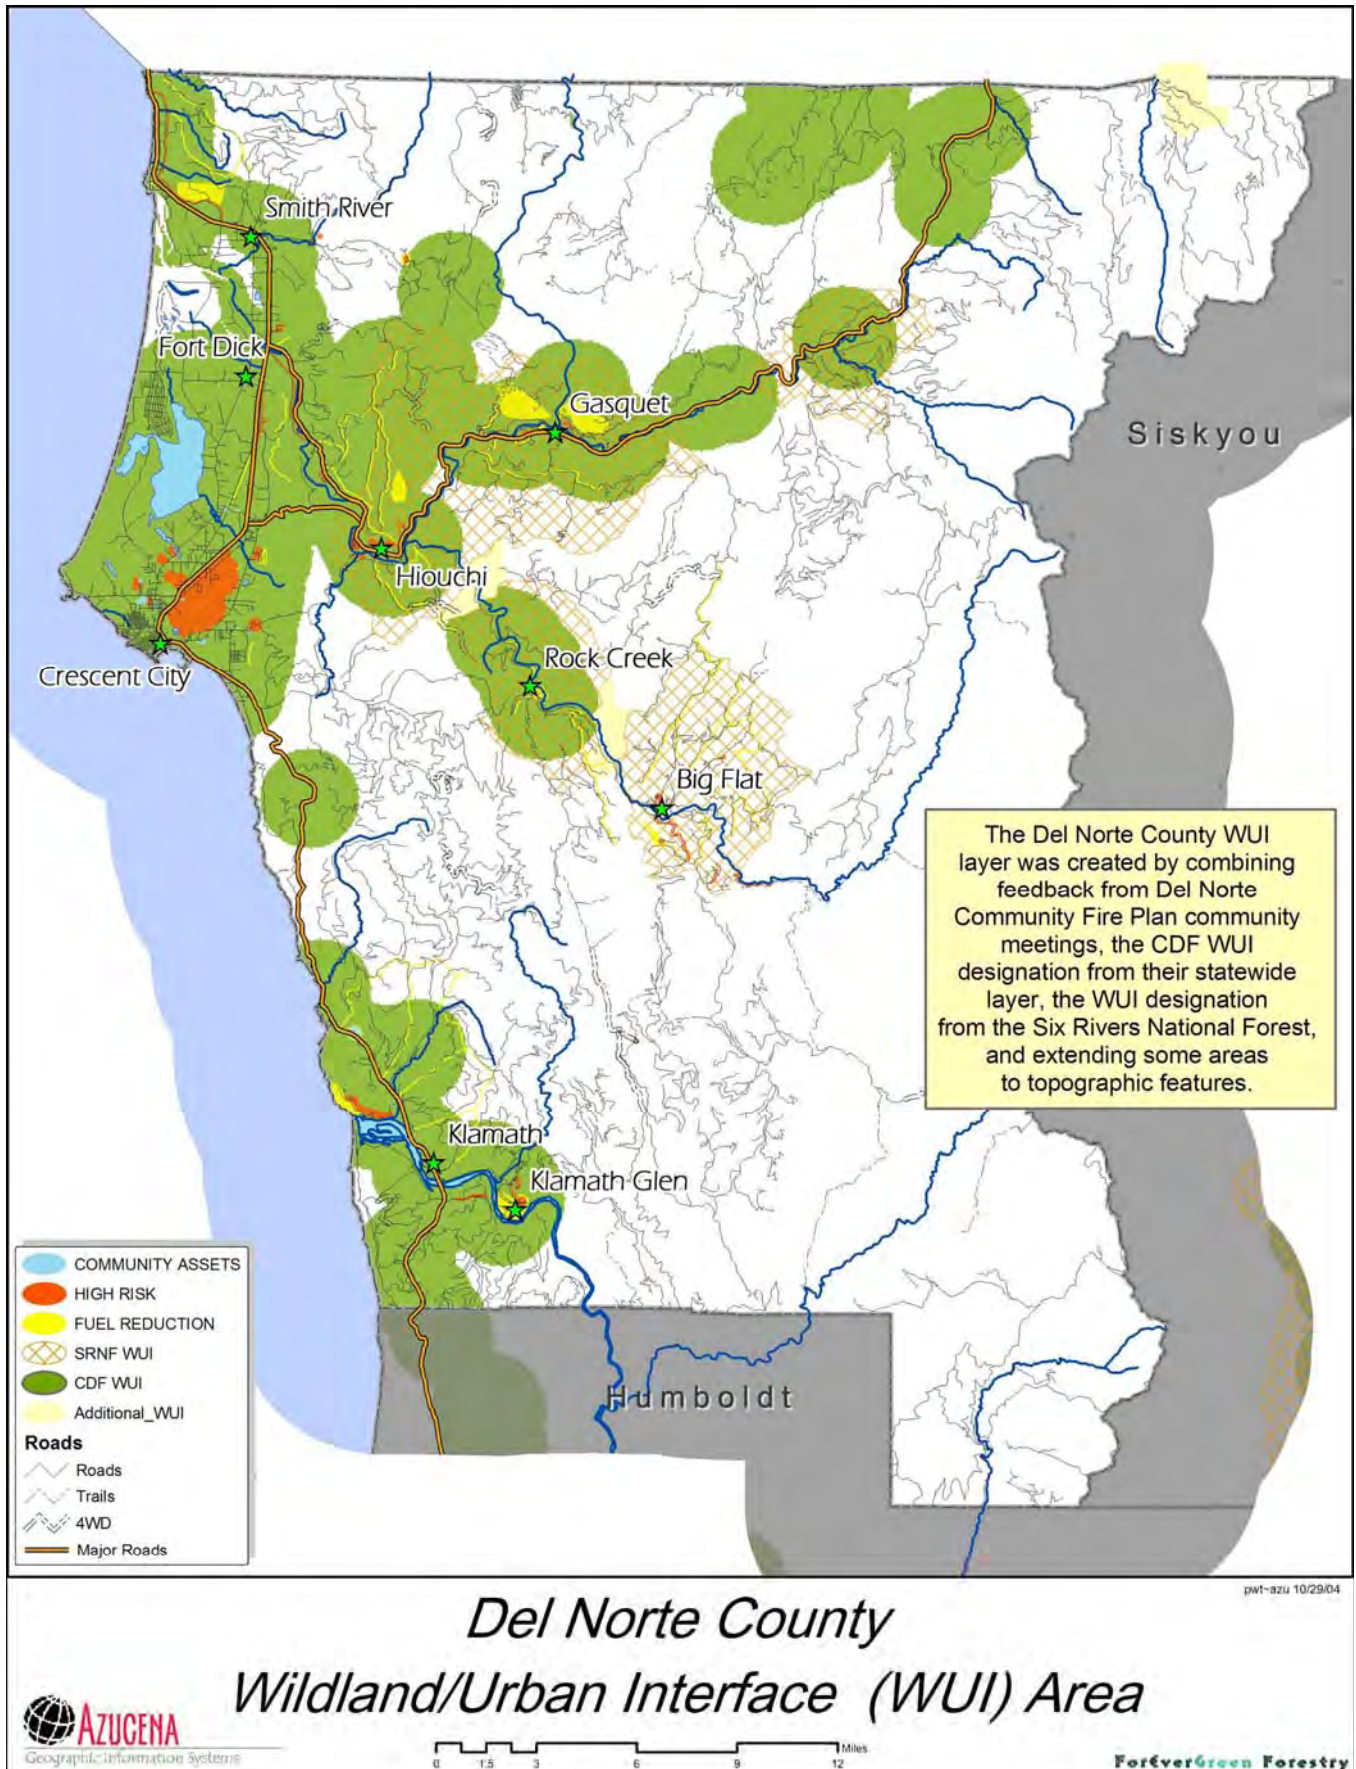 Smith River
Fort Dick
Gasquet
Siskyou
Hiouchi
Rock Creek
Crescent City
Big Flat
The Del Norte County WUI
layer was created by combining
feedback from Del Norte
Community Fire Plan community
meetings, the CDF WUI
designation from their statewide
layer, the WUI designation
from the Six Rivers National Forest,
and extending some areas
to topographic features.
Klamath
Klamath Glen
Humboldt
COMMUNITY ASSETS
HIGH RISK
FUEL REDUCTION
SRNF WUI
CDF WUI
Additional_WUI
Roads
Roads
Trails
4WD
Major Roads
pwt~azu 10/29/04
Del Norte County
Wildland/Urban Interface (WUI) Area
AZUCENA
Geographic Information Systems
Miles
0 1.5 3 6 9 12
ForEverGreen Forestry